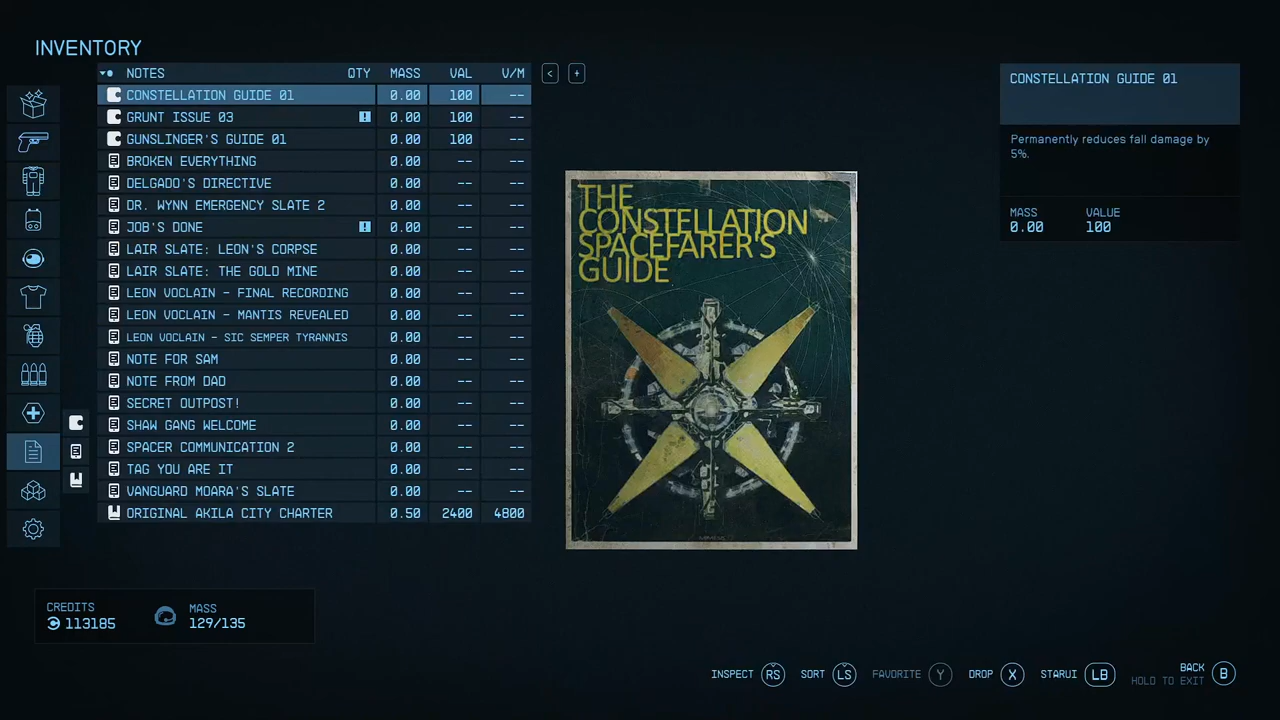 INVENTORY
NOTES QTY MASS VAL V/M < +
CONSTELLATION GUIDE 01 0.00 100 --
GRUNT ISSUE 03 ! 0.00 100 --
GUNSLINGER'S GUIDE 01 0.00 100 --
BROKEN EVERYTHING 0.00 -- --
DELGADO'S DIRECTIVE 0.00 -- --
DR. WYNN EMERGENCY SLATE 2 0.00 -- --
JOB'S DONE ! 0.00 -- --
LAIR SLATE: LEON'S CORPSE 0.00 -- --
LAIR SLATE: THE GOLD MINE 0.00 -- --
LEON VOCLAIN – FINAL RECORDING 0.00 -- --
LEON VOCLAIN – MANTIS REVEALED 0.00 -- --
LEON VOCLAIN – SIC SEMPER TYRANNIS 0.00 -- --
NOTE FOR SAM 0.00 -- --
NOTE FROM DAD 0.00 -- --
SECRET OUTPOST! 0.00 -- --
SHAW GANG WELCOME 0.00 -- --
SPACER COMMUNICATION 2 0.00 -- --
TAG YOU ARE IT 0.00 -- --
VANGUARD MOARA'S SLATE 0.00 -- --
ORIGINAL AKILA CITY CHARTER 0.50 2400 4800
THE
CONSTELLATION
SPACEFARER'S
GUIDE
CONSTELLATION GUIDE 01
Permanently reduces fall damage by
5%.
MASS VALUE
0.00 100
CREDITS MASS
113185 129/135
INSPECT RS SORT LS FAVORITE Y DROP X STARUI LB BACK B
HOLD TO EXIT